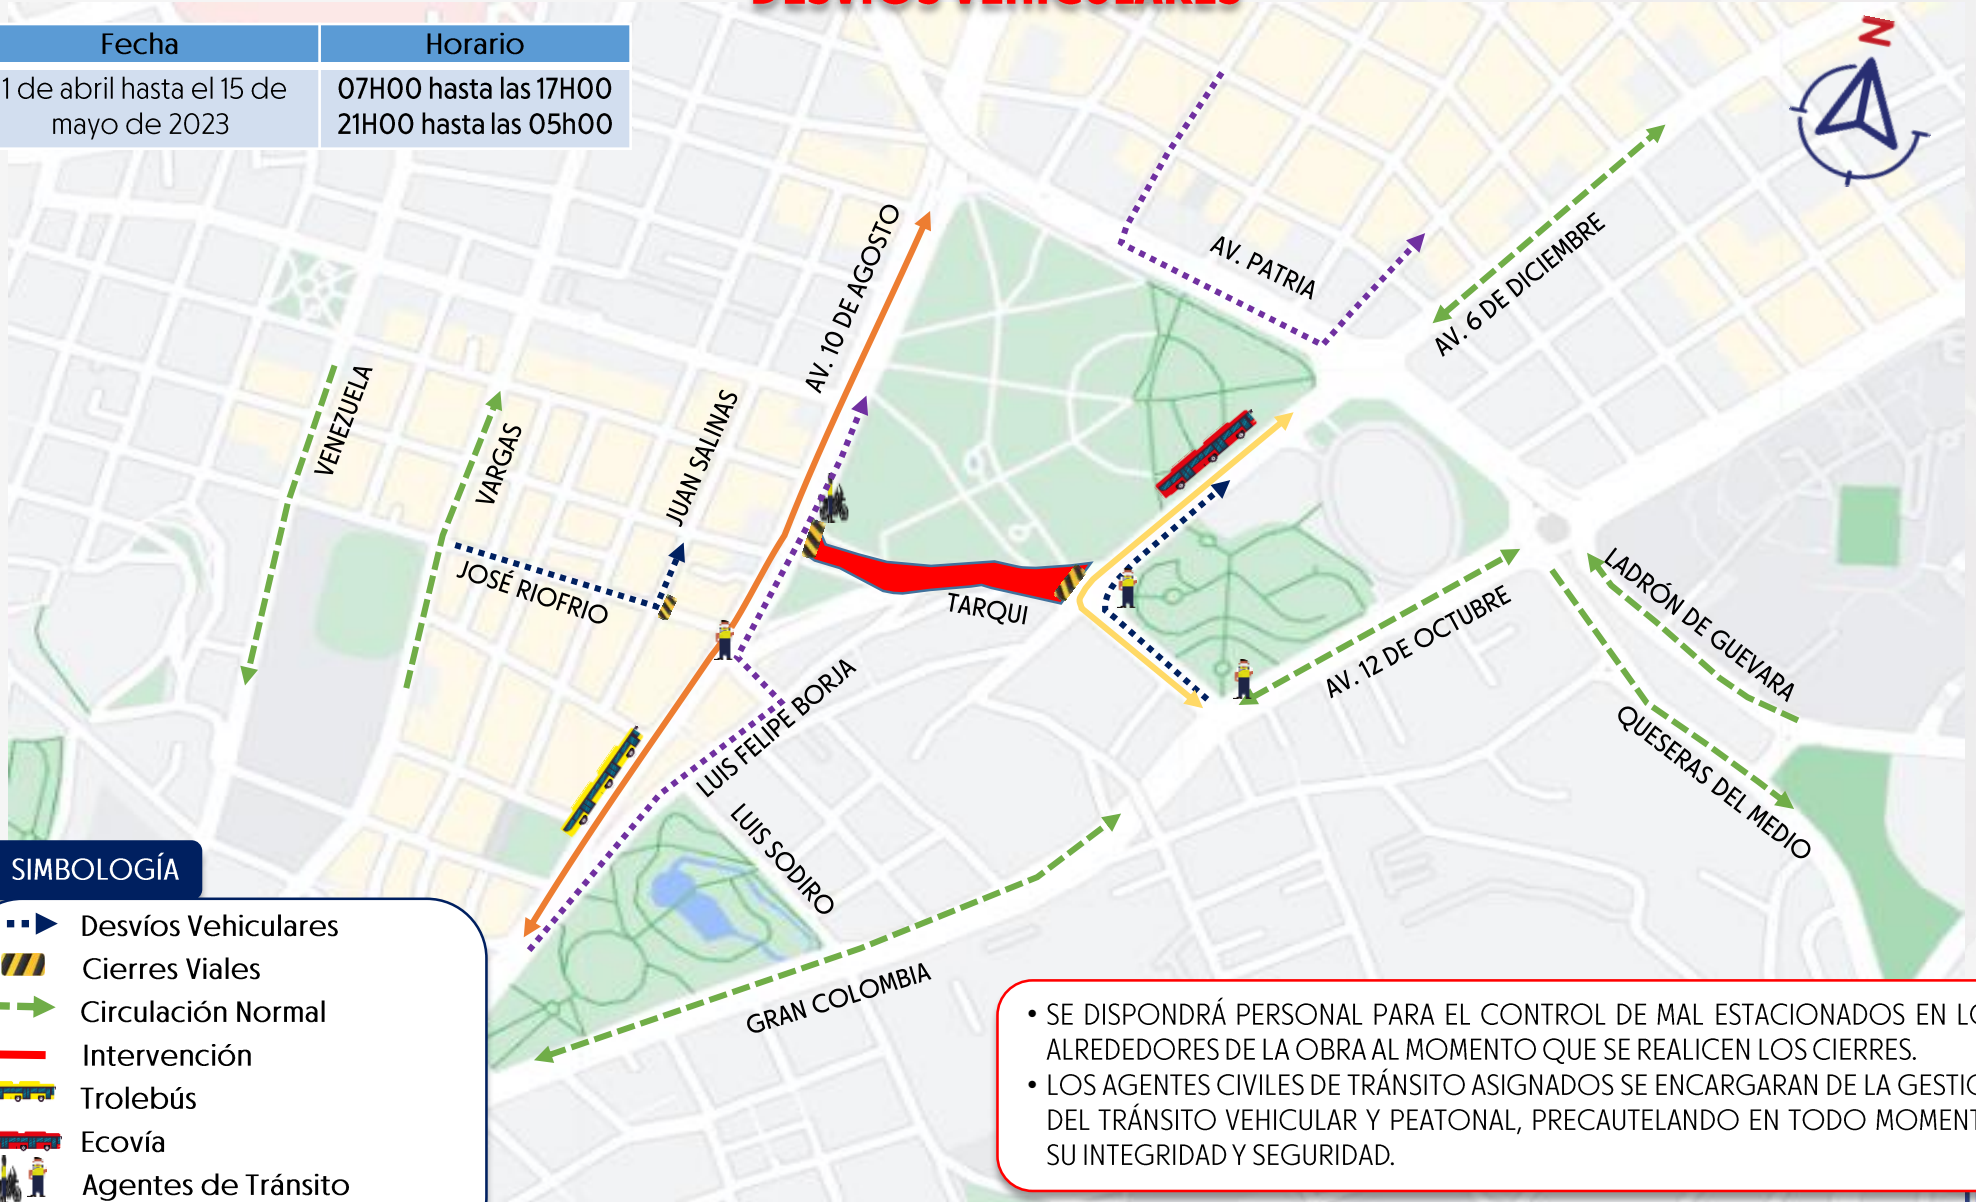 DESVÍOS VEHICULARES
Fecha
Horario
1 de abril hasta el 15 de
mayo de 2023
07H00 hasta las 17H00
21H00 hasta las 05h00
N
AV. 10 DE AGOSTO
AV. PATRIA
AV. 6 DE DICIEMBRE
VENEZUELA
VARGAS
JUAN SALINAS
JOSÉ RIOFRIO
TARQUI
LADRÓN DE GUEVARA
AV. 12 DE OCTUBRE
LUIS FELIPE BORJA
QUESERAS DEL MEDIO
LUIS SODIRO
GRAN COLOMBIA
SIMBOLOGÍA
Desvíos Vehiculares
Cierres Viales
Circulación Normal
Intervención
Trolebús
Ecovía
Agentes de Tránsito
• SE DISPONDRÁ PERSONAL PARA EL CONTROL DE MAL ESTACIONADOS EN LO
ALREDEDORES DE LA OBRA AL MOMENTO QUE SE REALICEN LOS CIERRES.
• LOS AGENTES CIVILES DE TRÁNSITO ASIGNADOS SE ENCARGARAN DE LA GESTIO
DEL TRÁNSITO VEHICULAR Y PEATONAL, PRECAUTELANDO EN TODO MOMENT
SU INTEGRIDAD Y SEGURIDAD.